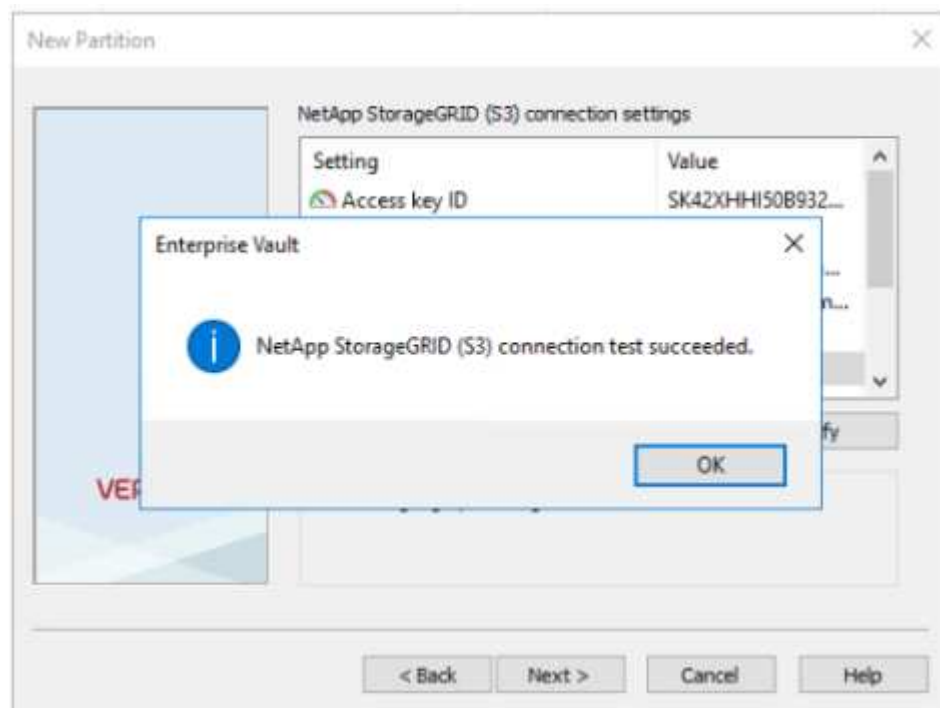 New Partition
NetApp StorageGRID (S3) connection settings
Setting Value
Access key ID SK42XHHI50B932...
Enterprise Vault
NetApp StorageGRID (S3) connection test succeeded.
OK
< Back Next > Cancel Help